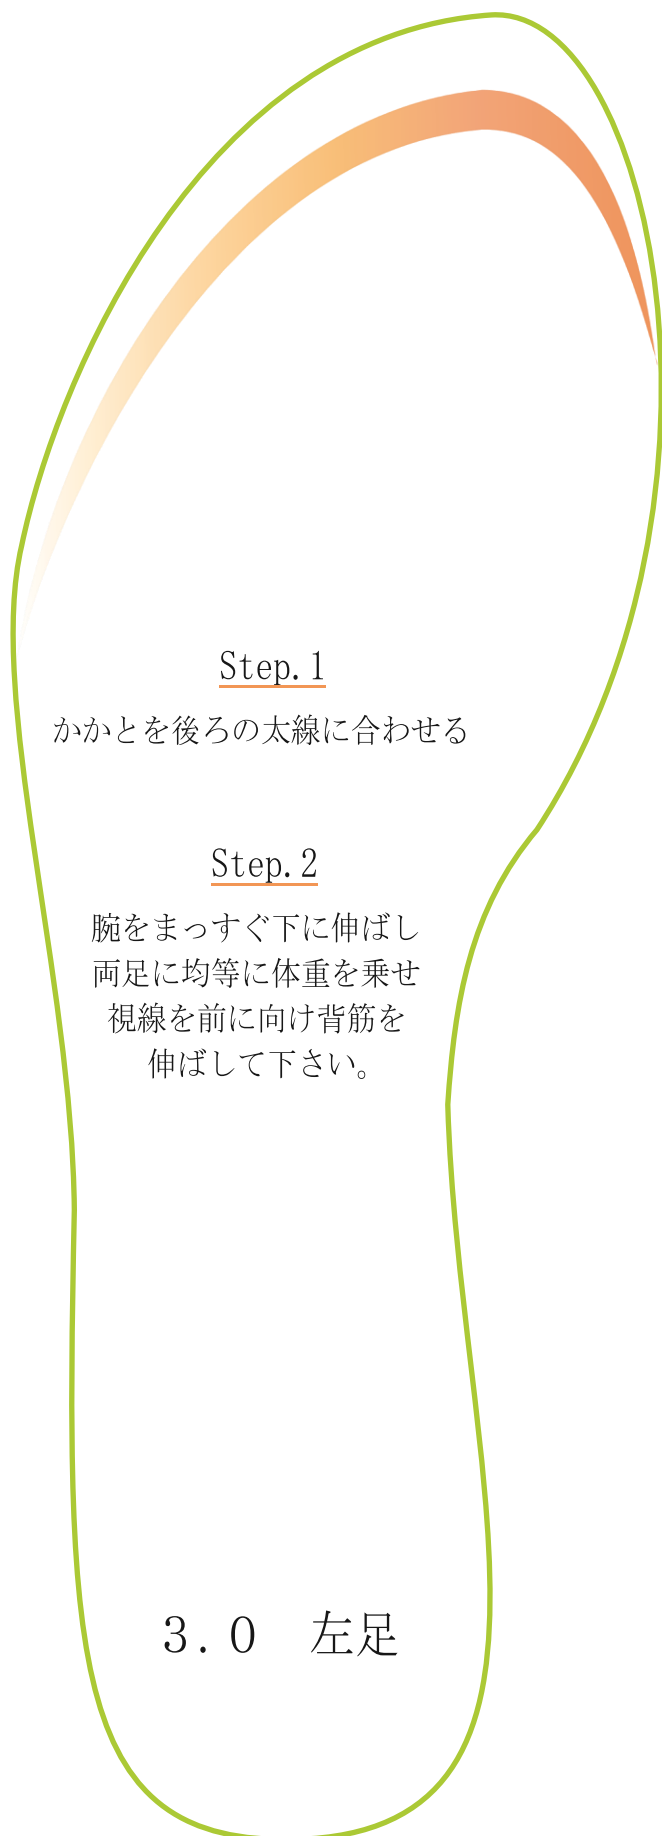 Step.1
かかとを後ろの太線に合わせる
Step.2
腕をまっすぐ下に伸ばし
両足に均等に体重を乗せ
視線を前に向け背筋を
伸ばして下さい。
３.０　左足